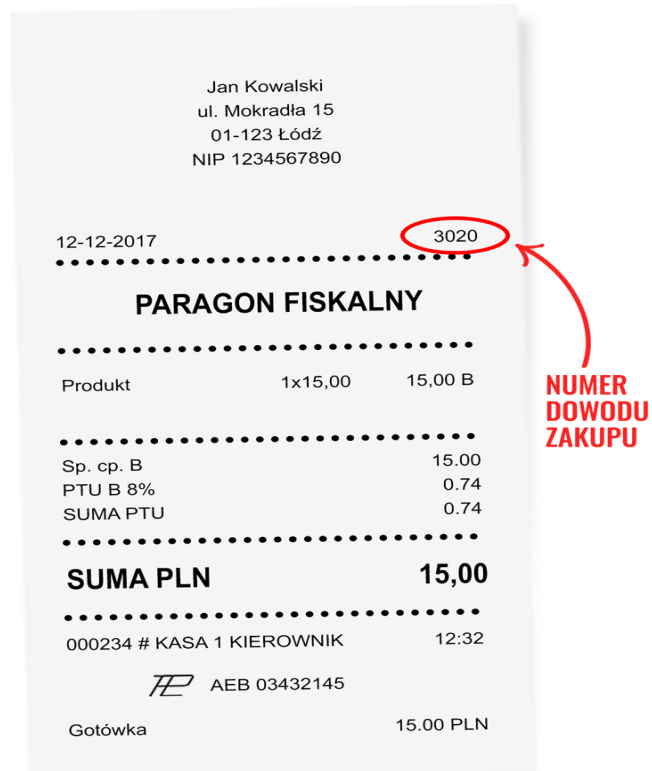 Jan Kowalski
ul. Mokradła 15
01-123 Łódź
NIP 1234567890
12-12-2017 3020
PARAGON FISKALNY
Produkt 1x15,00 15,00 B
NUMER
DOWODU
ZAKUPU
Sp. cp. B 15.00
PTU B 8% 0.74
SUMA PTU 0.74
SUMA PLN 15,00
000234 # KASA 1 KIEROWNIK 12:32
AEB 03432145
Gotówka 15.00 PLN